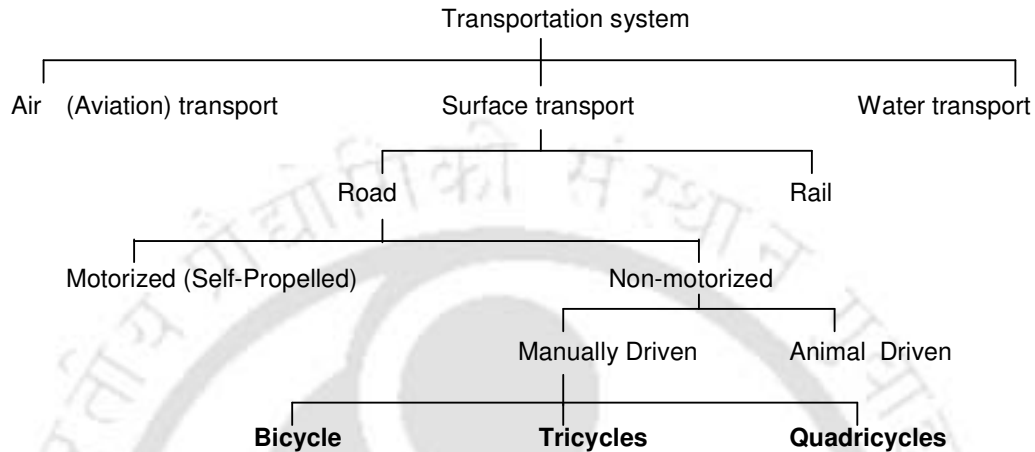 Transportation system
Air (Aviation) transport Surface transport Water transport
Road Rail
Motorized (Self-Propelled) Non-motorized
Manually Driven Animal Driven
Bicycle Tricycles Quadricycles